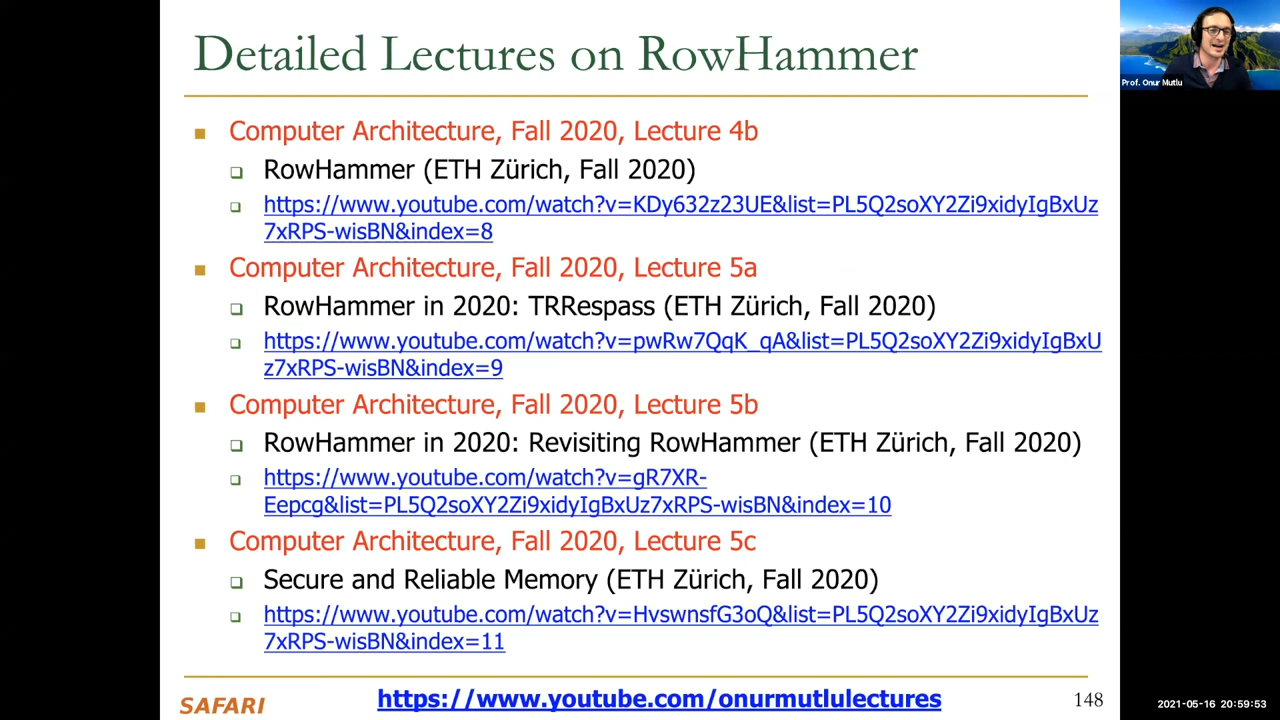 Detailed Lectures on RowHammer
Prof. Onur Mutlu
Computer Architecture, Fall 2020, Lecture 4b
RowHammer (ETH Zürich, Fall 2020)
https://www.youtube.com/watch?v=KDy632z23UE&list=PL5Q2soXY2Zi9xidyIgBxUz
7xRPS-wisBN&index=8
Computer Architecture, Fall 2020, Lecture 5a
RowHammer in 2020: TRRespass (ETH Zürich, Fall 2020)
https://www.youtube.com/watch?v=pwRw7QqK_qA&list=PL5Q2soXY2Zi9xidyIgBxU
z7xRPS-wisBN&index=9
Computer Architecture, Fall 2020, Lecture 5b
RowHammer in 2020: Revisiting RowHammer (ETH Zürich, Fall 2020)
https://www.youtube.com/watch?v=gR7XR-
Eepcg&list=PL5Q2soXY2Zi9xidyIgBxUz7xRPS-wisBN&index=10
Computer Architecture, Fall 2020, Lecture 5c
Secure and Reliable Memory (ETH Zürich, Fall 2020)
https://www.youtube.com/watch?v=HvswnsfG3oQ&list=PL5Q2soXY2Zi9xidyIgBxUz
7xRPS-wisBN&index=11
SAFARI
https://www.youtube.com/onurmutlulectures
148
2021-05-16 20:59:53